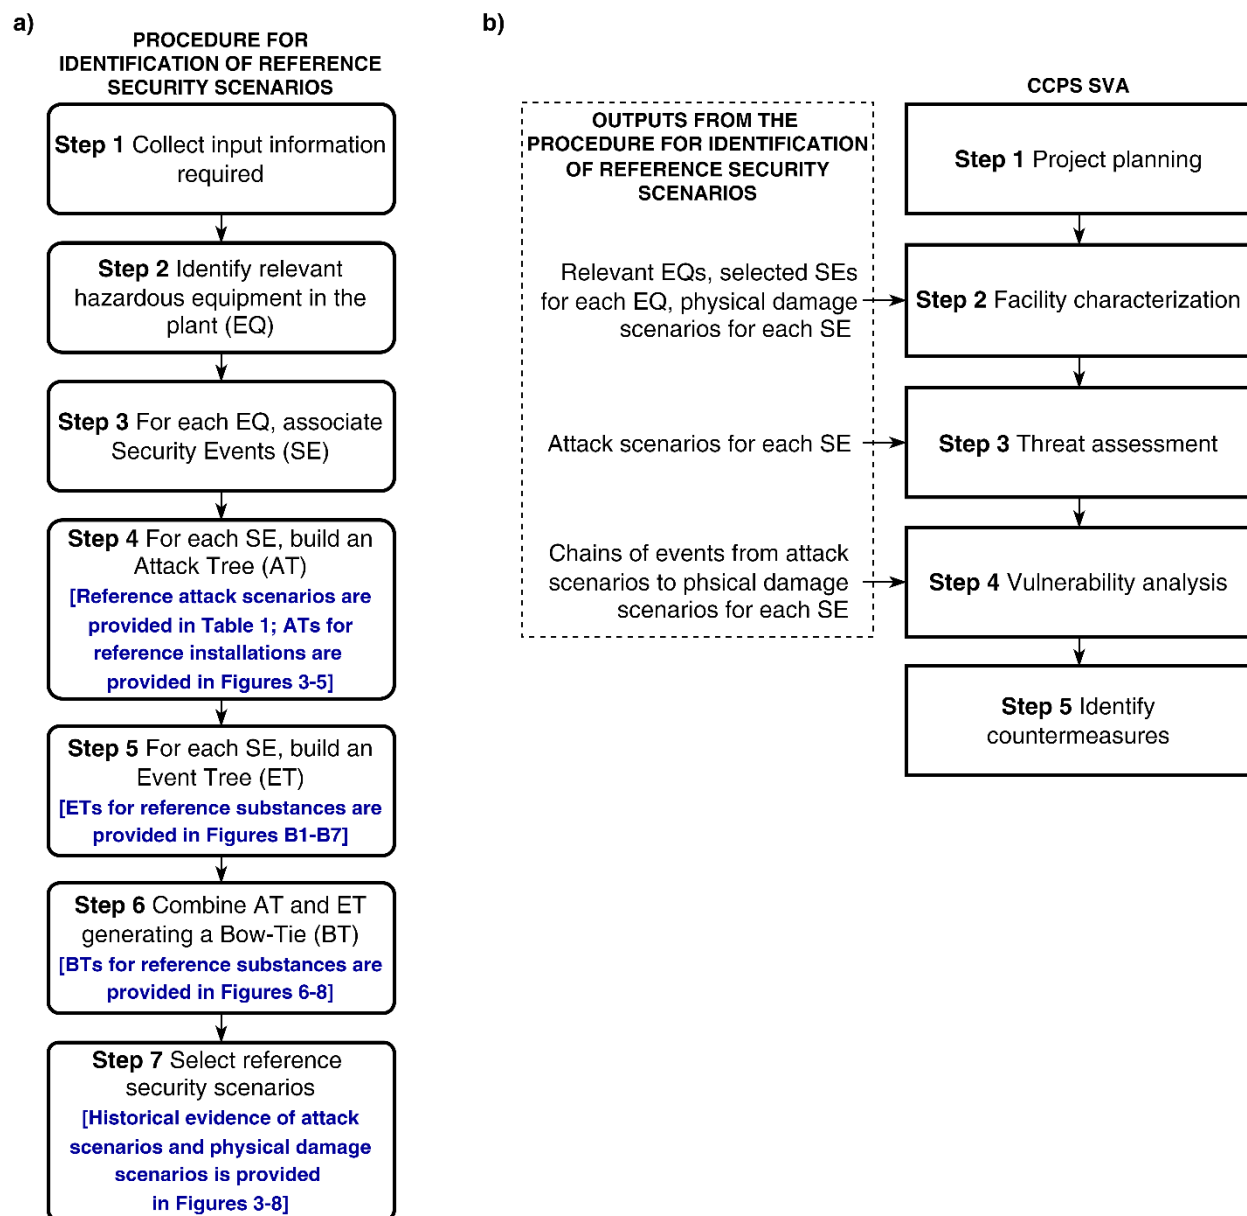 a)
PROCEDURE FOR
IDENTIFICATION OF REFERENCE
SECURITY SCENARIOS
Step 1 Collect input information
required
Step 2 Identify relevant
hazardous equipment in the
plant (EQ)
Step 3 For each EQ, associate
Security Events (SE)
Step 4 For each SE, build an
Attack Tree (AT)
[Reference attack scenarios are
provided in Table 1; ATs for
reference installations are
provided in Figures 3-5]
Step 5 For each SE, build an
Event Tree (ET)
[ETs for reference substances are
provided in Figures B1-B7]
Step 6 Combine AT and ET
generating a Bow-Tie (BT)
[BTs for reference substances are
provided in Figures 6-8]
Step 7 Select reference
security scenarios
[Historical evidence of attack
scenarios and physical damage
scenarios is provided
in Figures 3-8]
b)
OUTPUTS FROM THE
PROCEDURE FOR IDENTIFICATION
OF REFERENCE SECURITY
SCENARIOS
Relevant EQs, selected SEs
for each EQ, physical damage
scenarios for each SE
Attack scenarios for each SE
Chains of events from attack
scenarios to phsical damage
scenarios for each SE
CCPS SVA
Step 1 Project planning
Step 2 Facility characterization
Step 3 Threat assessment
Step 4 Vulnerability analysis
Step 5 Identify
countermeasures